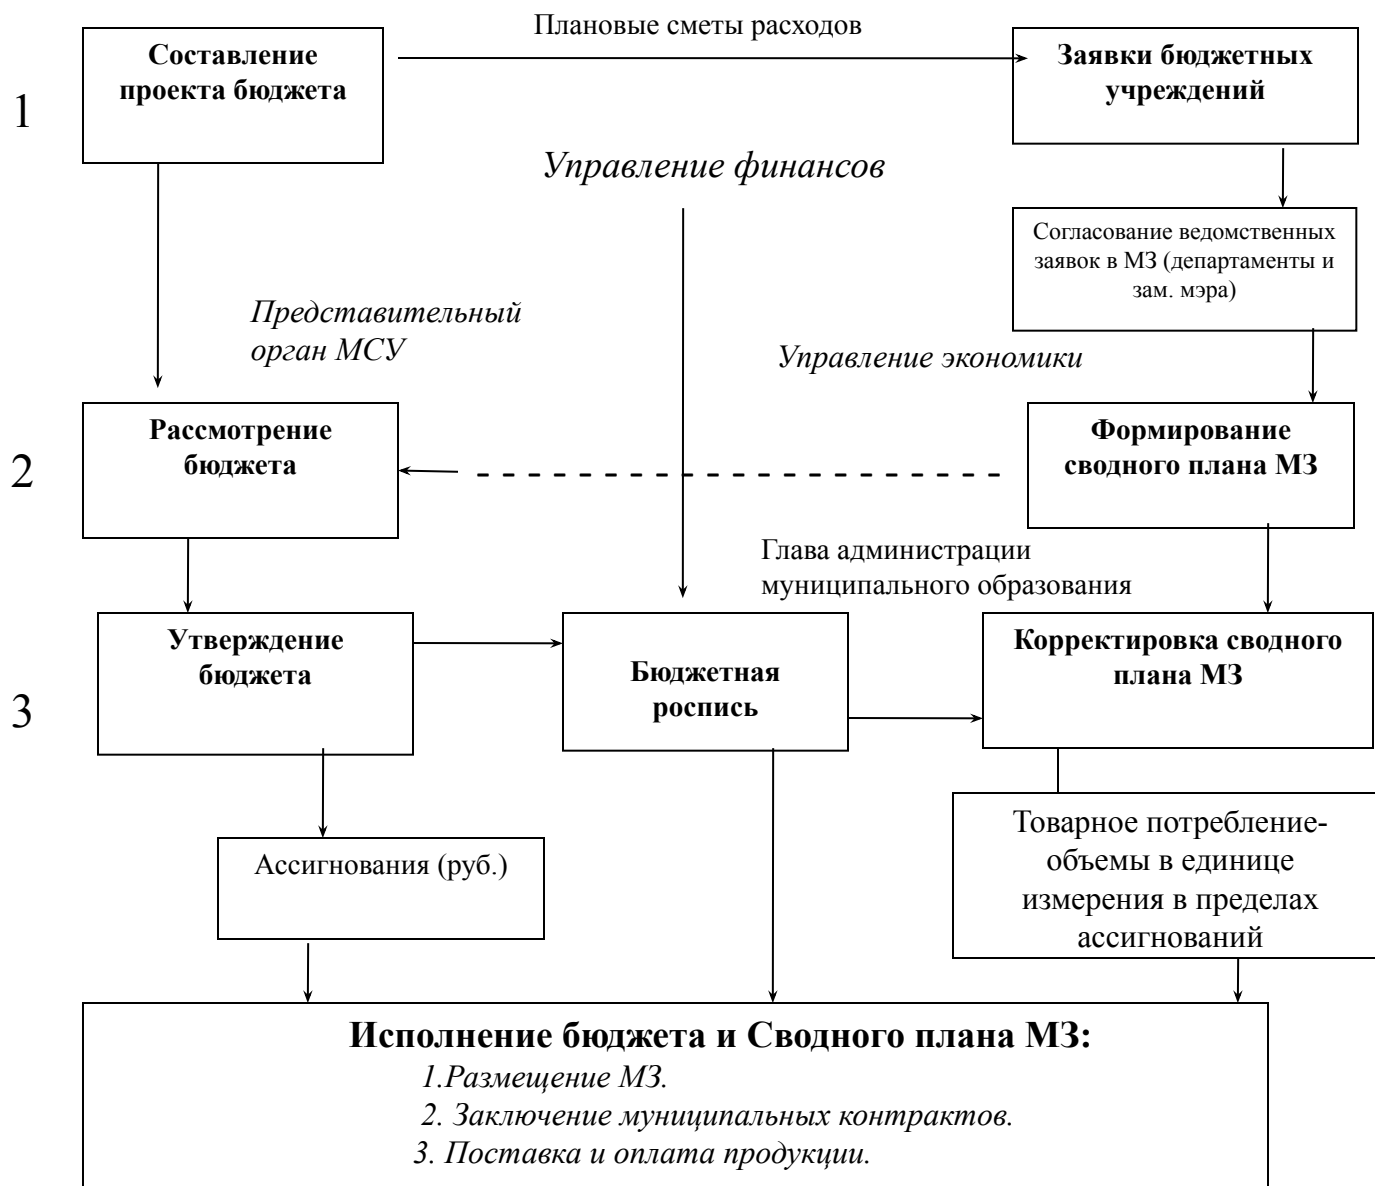 Плановые сметы расходов
Составление
проекта бюджета
Заявки бюджетных
учреждений
1
Управление финансов
Согласование ведомственных
заявок в МЗ (департаменты и
зам. мэра)
Представительный
орган МСУ
Управление экономики
Рассмотрение
бюджета
Формирование
сводного плана МЗ
2
Глава администрации
муниципального образования
Утверждение
бюджета
Бюджетная
роспись
Корректировка сводного
плана МЗ
3
Ассигнования (руб.)
Товарное потребление-
объемы в единице
измерения в пределах
ассигнований
Исполнение бюджета и Сводного плана МЗ:
1.Размещение МЗ.
2. Заключение муниципальных контрактов.
3. Поставка и оплата продукции.